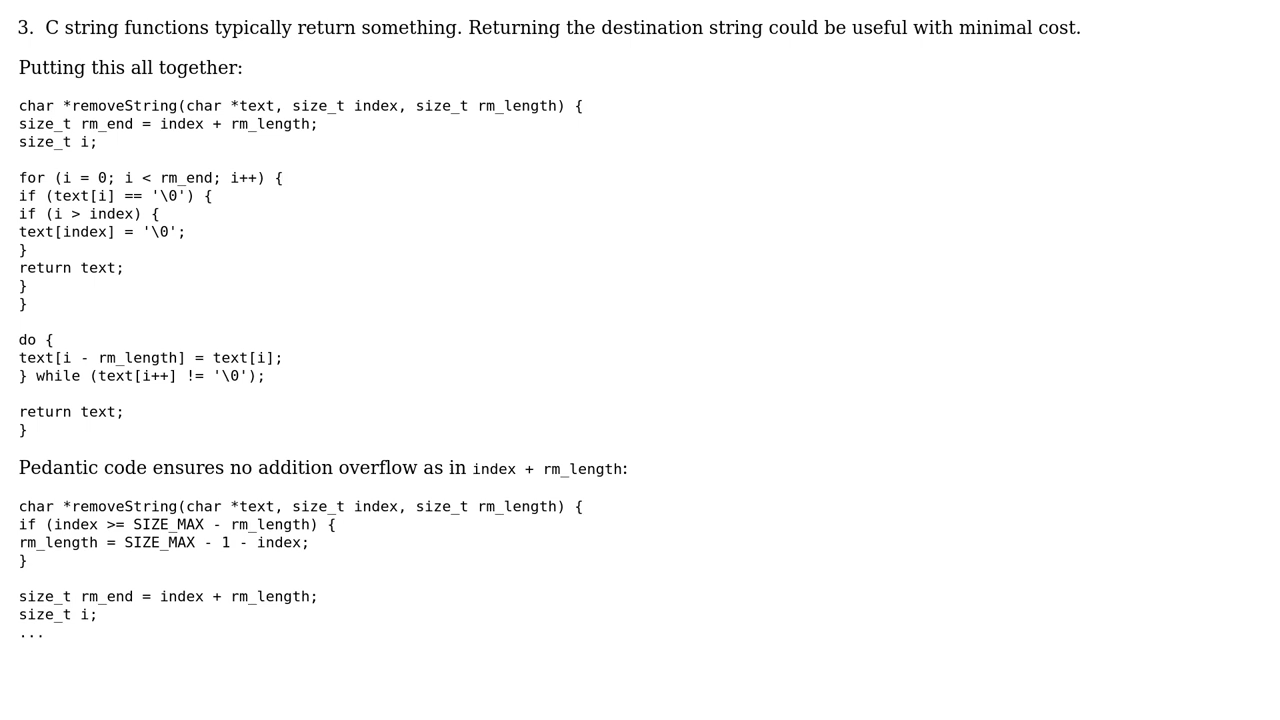 3. C string functions typically return something. Returning the destination string could be useful with minimal cost.
Putting this all together:
char *removeString(char *text, size_t index, size_t rm_length) {
size_t rm_end = index + rm_length;
size_t i;
for (i = 0; i < rm_end; i++) {
if (text[i] == '\0') {
if (i > index) {
text[index] = '\0';
}
return text;
}
}
do {
text[i - rm_length] = text[i];
} while (text[i++] != '\0');
return text;
}
Pedantic code ensures no addition overflow as in index + rm_length:
char *removeString(char *text, size_t index, size_t rm_length) {
if (index >= SIZE_MAX - rm_length) {
rm_length = SIZE_MAX - 1 - index;
}
size_t rm_end = index + rm_length;
size_t i;
...